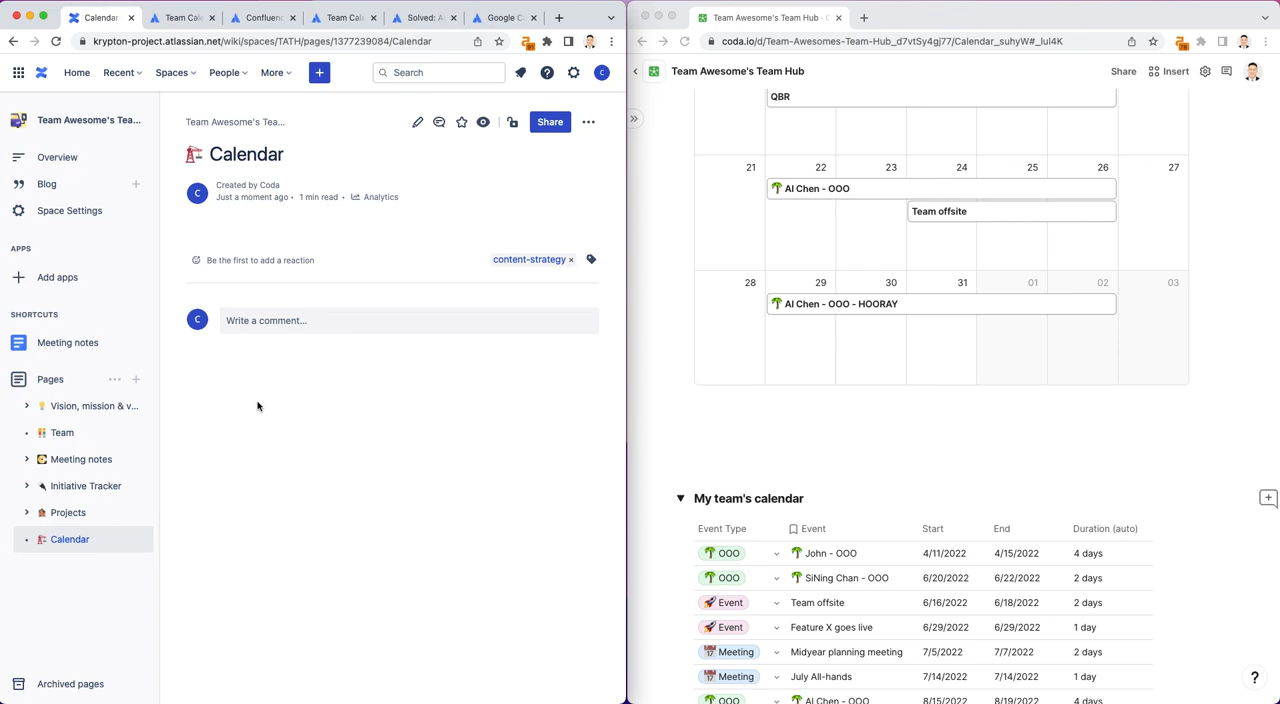 Calendar
Team Cale
Confluenc
Team Cale
Solved: A
Google Co
krypton-project.atlassian.net/wiki/spaces/TATH/pages/1377239084/Calendar
Home
Recent
Spaces
People
More
Search
C
Team Awesome's Tea...
Overview
Blog
Space Settings
APPS
Add apps
SHORTCUTS
Meeting notes
Pages
Vision, mission & v...
Team
Meeting notes
Initiative Tracker
Projects
Calendar
Archived pages
Team Awesome's Tea...
Share
Calendar
C
Created by Coda
Just a moment ago • 1 min read • Analytics
Be the first to add a reaction
content-strategy ×
C
Write a comment...
Team Awesome's Team Hub - C
coda.io/d/Team-Awesomes-Team-Hub_d7vtSy4gj77/Calendar_suhyW#_lul4K
Team Awesome's Team Hub
Share
Insert
QBR
21 22 23 24 25 26 27
Al Chen - OOO
Team offsite
28 29 30 31 01 02 03
Al Chen - OOO - HOORAY
My team's calendar
Event Type Event Start End Duration (auto)
OOO John - OOO 4/11/2022 4/15/2022 4 days
OOO SiNing Chan - OOO 6/20/2022 6/22/2022 2 days
Event Team offsite 6/16/2022 6/18/2022 2 days
Event Feature X goes live 6/29/2022 6/29/2022 1 day
Meeting Midyear planning meeting 7/5/2022 7/7/2022 2 days
Meeting July All-hands 7/14/2022 7/14/2022 1 day
OOO Al Chen - OOO 8/15/2022 8/19/2022 4 days
?